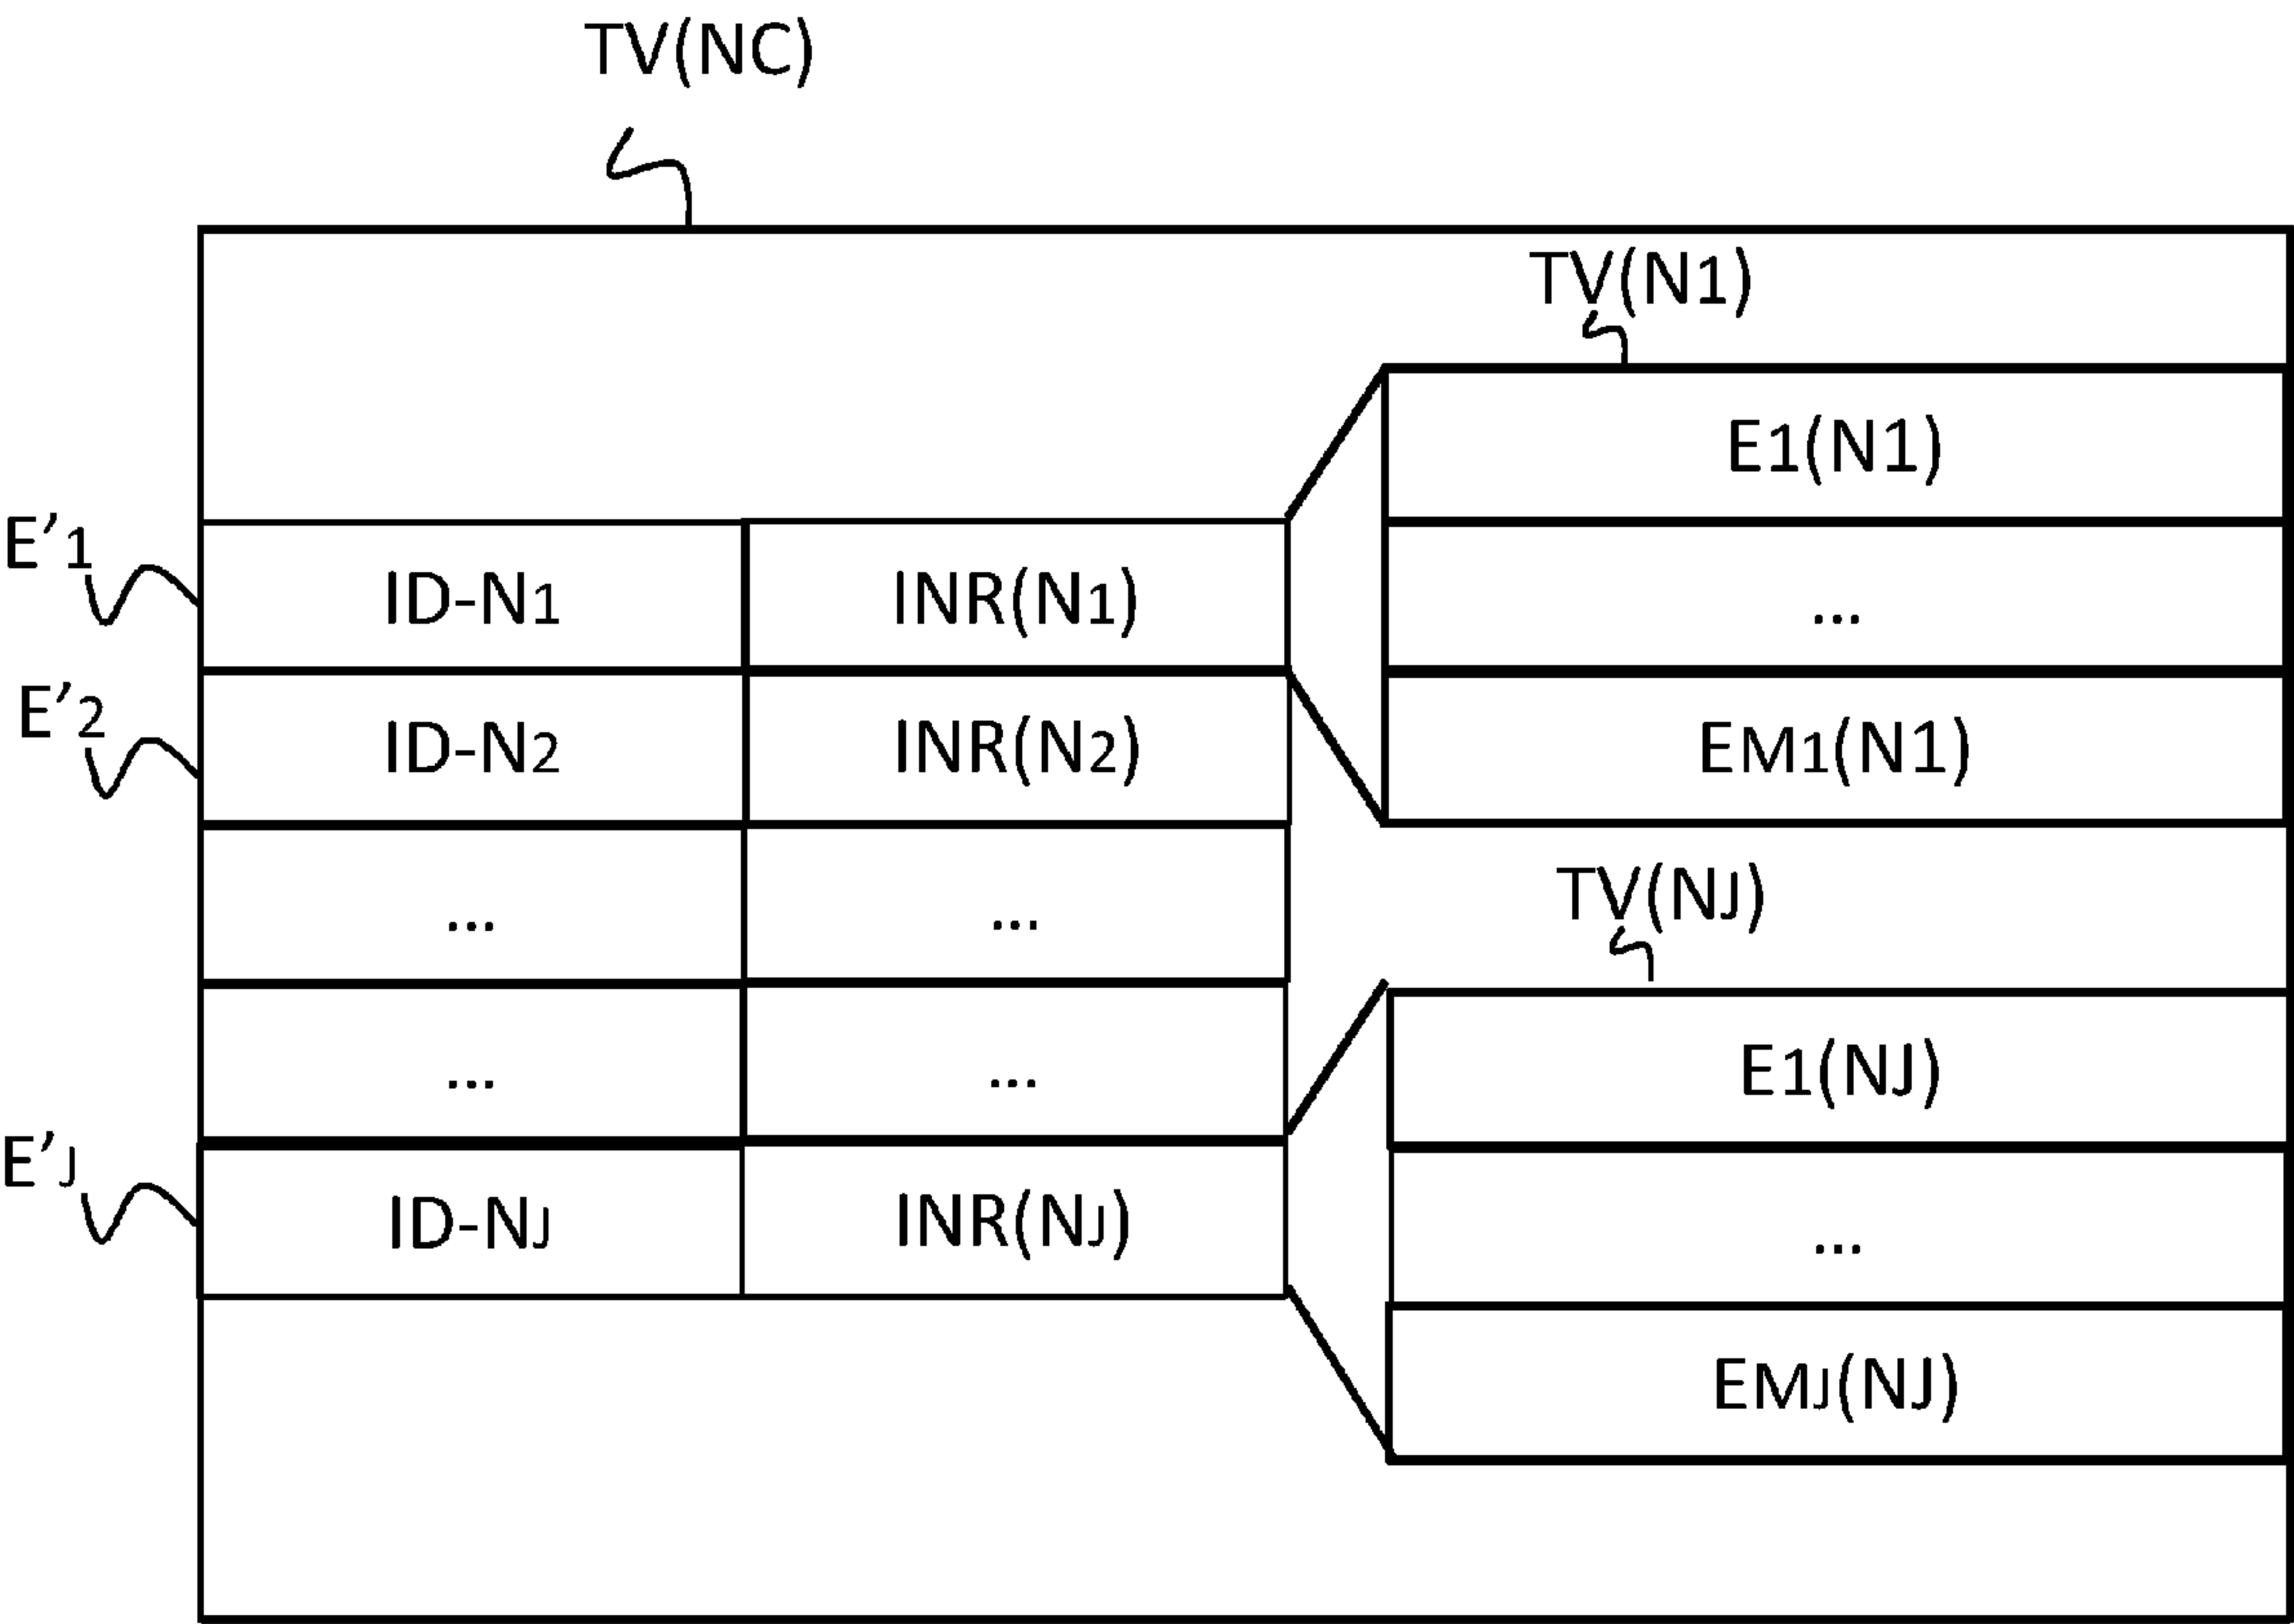 TV(NC)
TV(N1)
E1(N1)
E'1
ID-N1 INR(N1) ...
E'2
ID-N2 INR(N2) EM1(N1)
... ...
TV(NJ)
... ... E1(NJ)
E'J
ID-NJ INR(NJ) ...
EMJ(NJ)